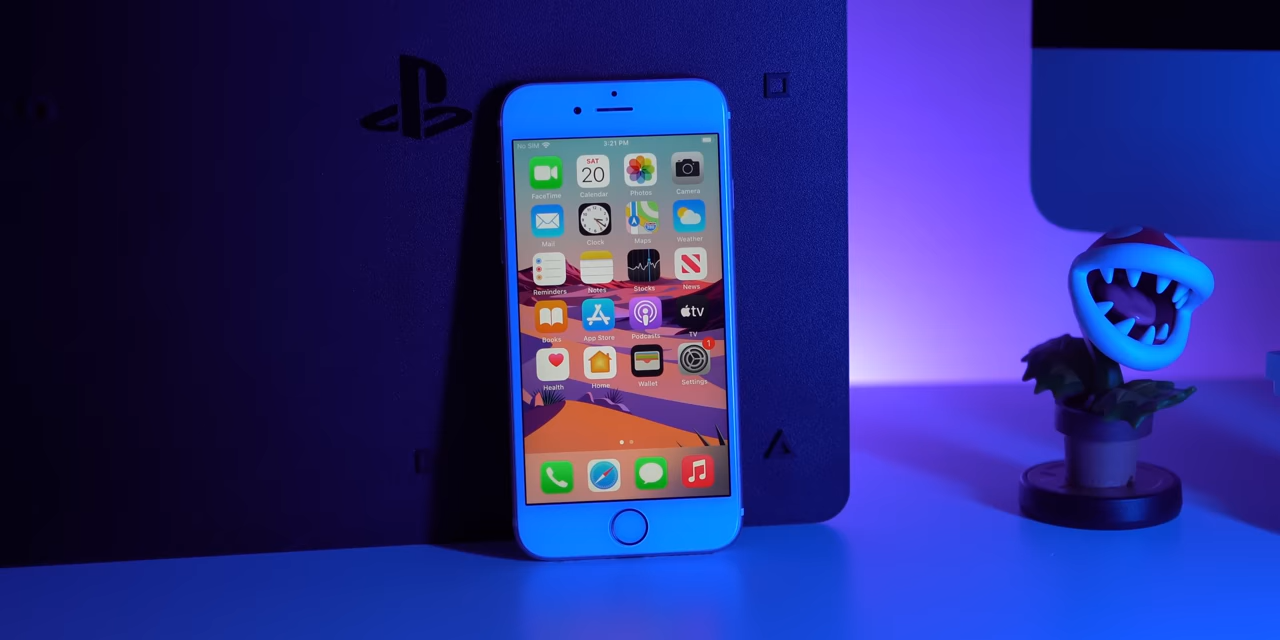 No SIM 3:21 PM
SAT
20
FaceTime Calendar Photos Camera
Mail Clock Maps Weather
Reminders Notes Stocks News
tv
Books App Store Podcasts TV
1
Health Home Wallet Settings